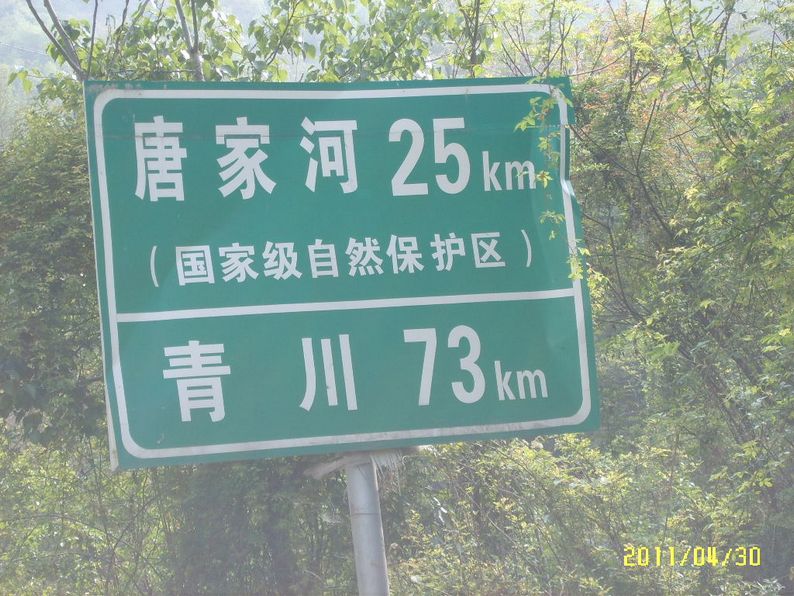 唐家河 25km
（国家级自然保护区）
青川 73km
2011/04/30